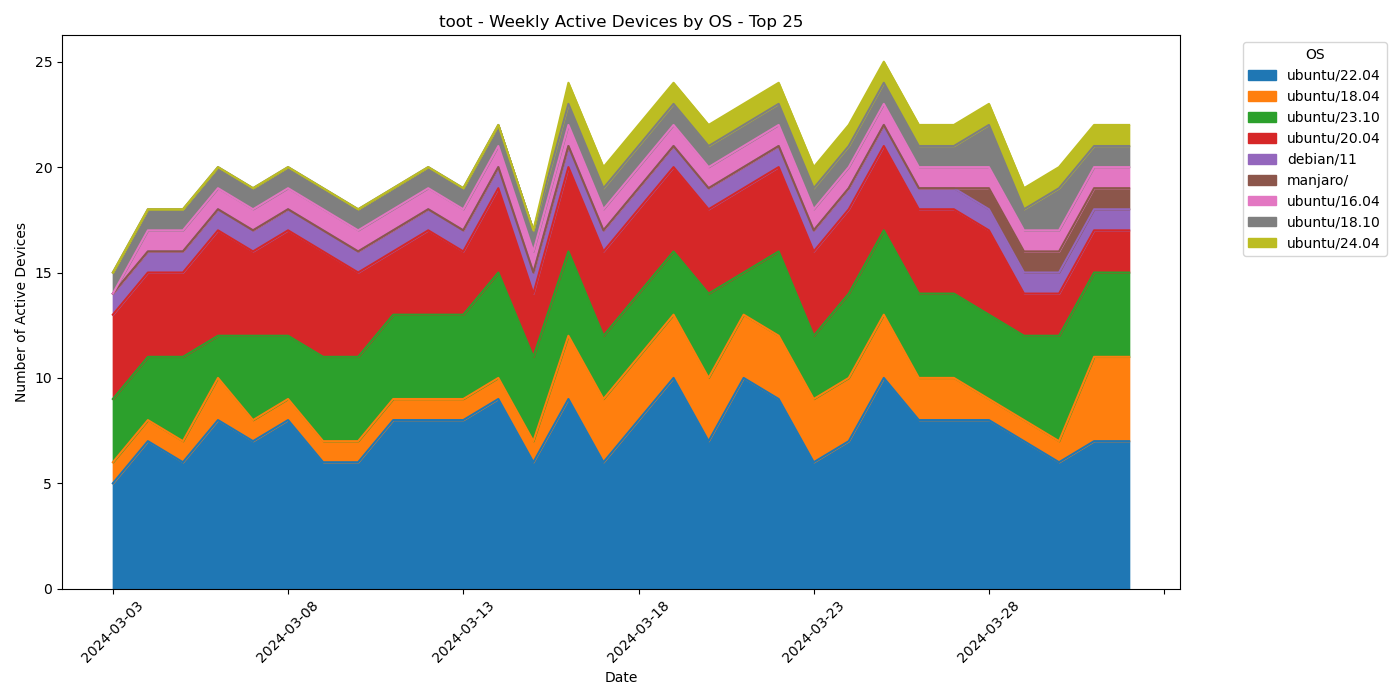 toot - Weekly Active Devices by OS - Top 25
Number of Active Devices
25
20
15
10
5
0
2024-03-03
2024-03-08
2024-03-13
2024-03-18
2024-03-23
2024-03-28
Date
OS
ubuntu/22.04
ubuntu/18.04
ubuntu/23.10
ubuntu/20.04
debian/11
manjaro/
ubuntu/16.04
ubuntu/18.10
ubuntu/24.04